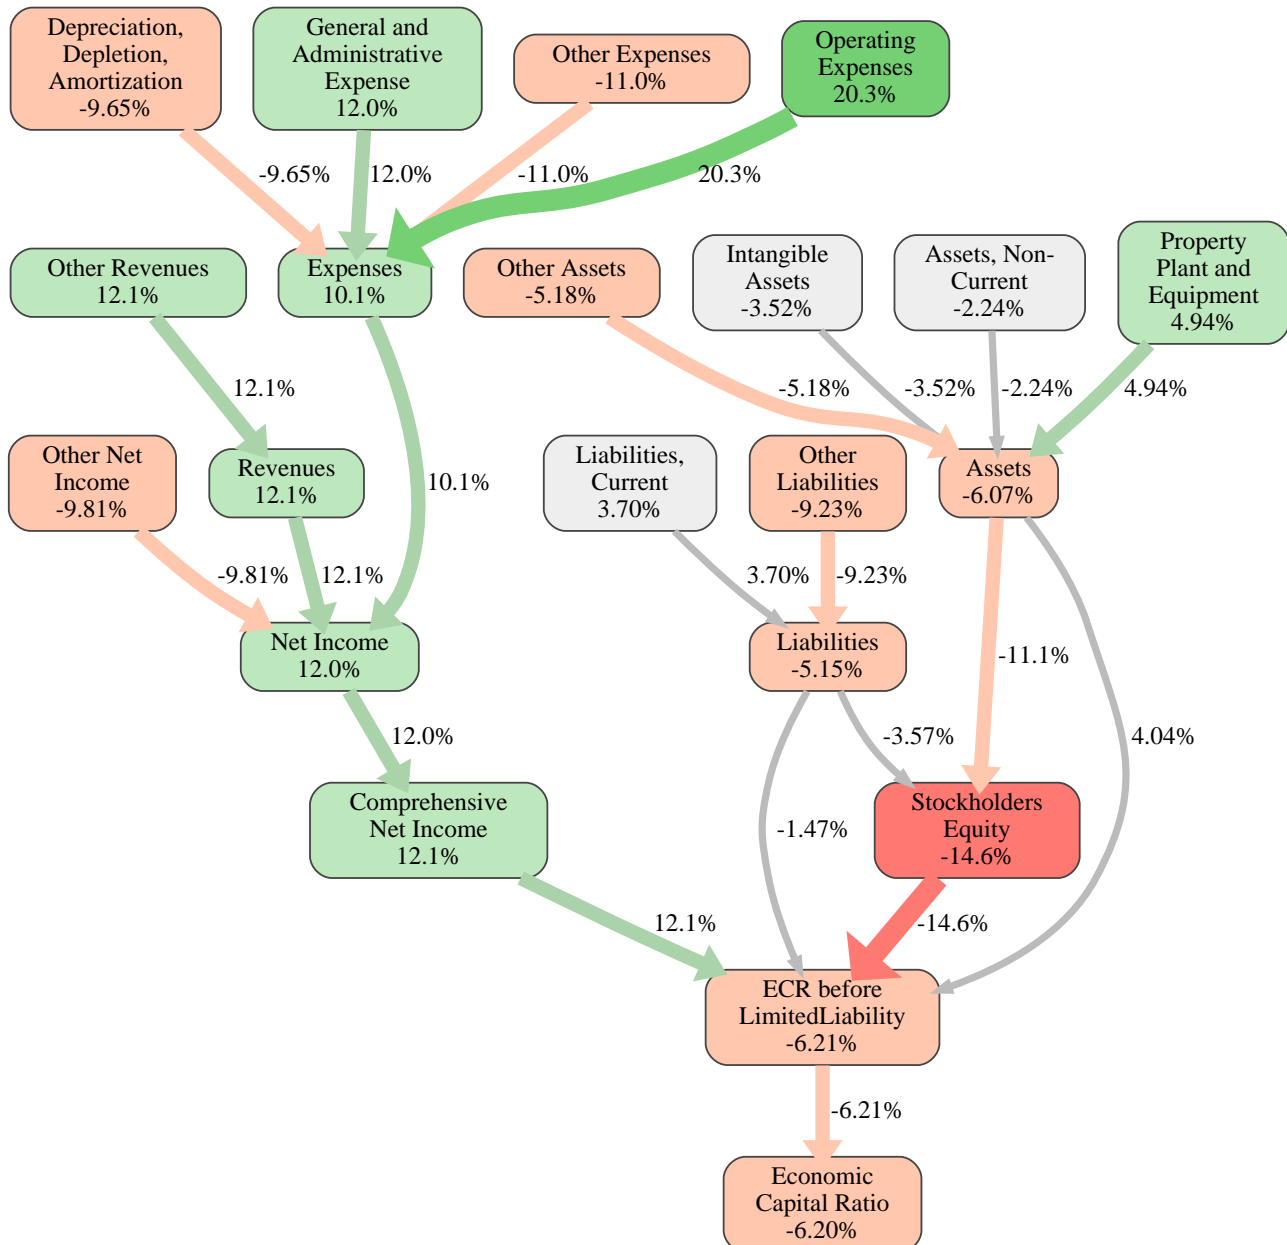 Depreciation,
Depletion,
Amortization
-9.65%
General and
Administrative
Expense
12.0%
Other Expenses
-11.0%
Operating
Expenses
20.3%
-9.65%
12.0%
-11.0%
20.3%
Other Revenues
12.1%
Expenses
10.1%
Other Assets
-5.18%
Intangible
Assets
-3.52%
Assets, Non-
Current
-2.24%
Property
Plant and
Equipment
4.94%
12.1%
-5.18%
-3.52%
-2.24%
4.94%
Other Net
Income
-9.81%
Revenues
12.1%
10.1%
Liabilities,
Current
3.70%
Other
Liabilities
-9.23%
Assets
-6.07%
-9.81%
12.1%
3.70%
-9.23%
Net Income
12.0%
Liabilities
-5.15%
-11.1%
12.0%
-3.57%
4.04%
Comprehensive
Net Income
12.1%
-1.47%
Stockholders
Equity
-14.6%
12.1%
-14.6%
ECR before
LimitedLiability
-6.21%
-6.21%
Economic
Capital Ratio
-6.20%